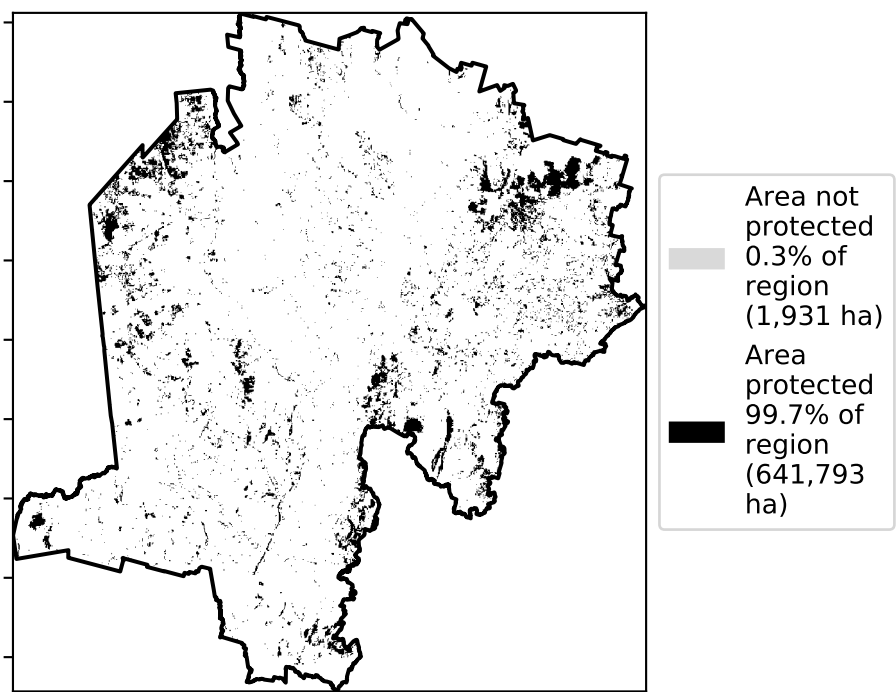 Area not
protected
0.3% of
region
(1,931 ha)
Area
protected
99.7% of
region
(641,793
ha)